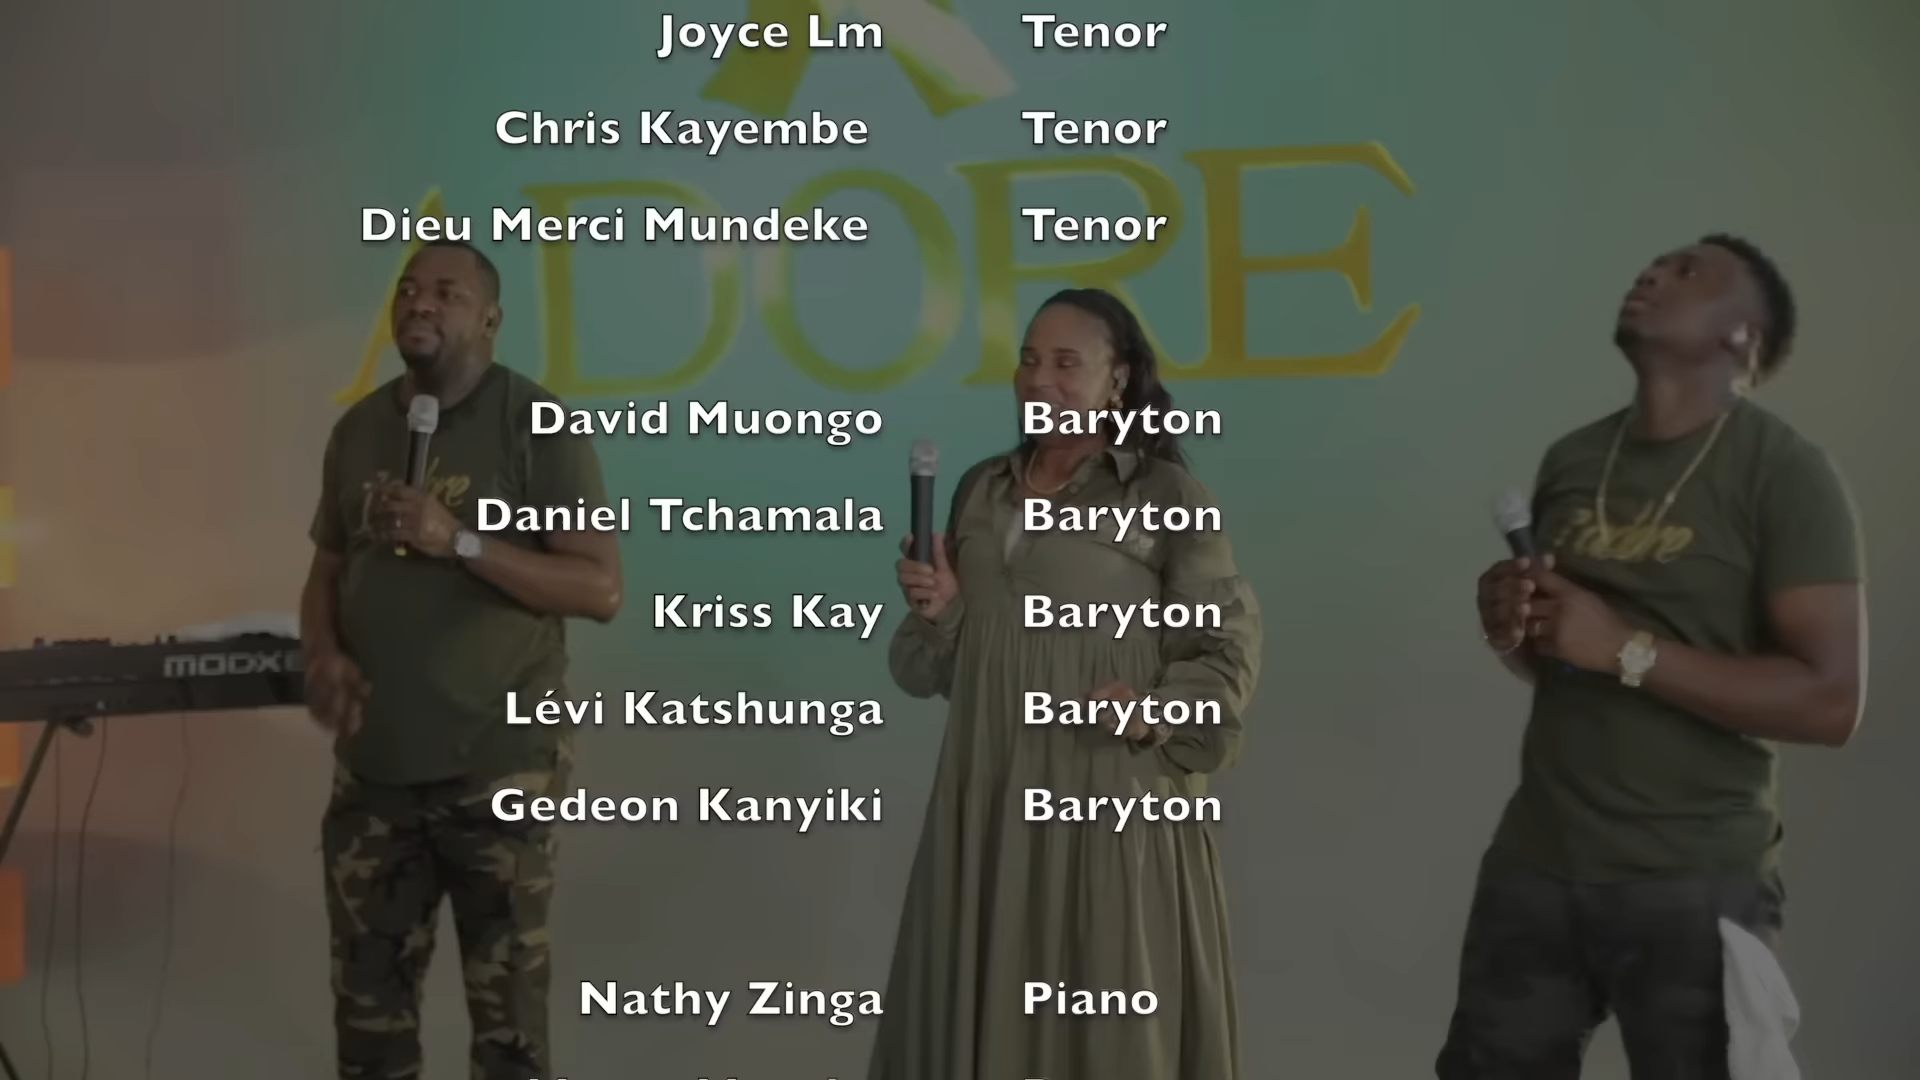 Joyce Lm Tenor
Chris Kayembe Tenor
Dieu Merci Mundeke Tenor
ADORE
David Muongo Baryton
Daniel Tchamala Baryton
Kriss Kay Baryton
MODX
Lévi Katshunga Baryton
Gedeon Kanyiki Baryton
Nathy Zinga Piano